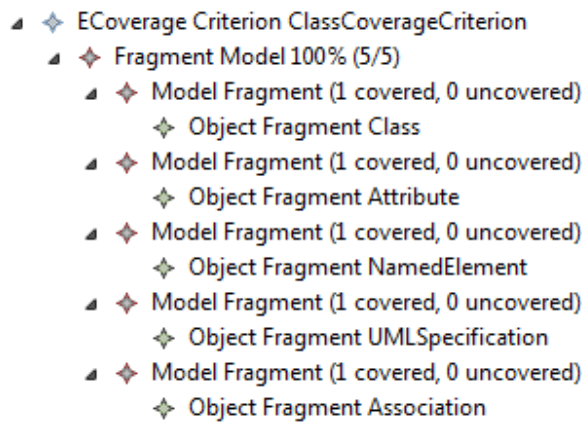 ECoverage Criterion ClassCoverageCriterion
Fragment Model 100% (5/5)
Model Fragment (1 covered, 0 uncovered)
Object Fragment Class
Model Fragment (1 covered, 0 uncovered)
Object Fragment Attribute
Model Fragment (1 covered, 0 uncovered)
Object Fragment NamedElement
Model Fragment (1 covered, 0 uncovered)
Object Fragment UMLSpecification
Model Fragment (1 covered, 0 uncovered)
Object Fragment Association